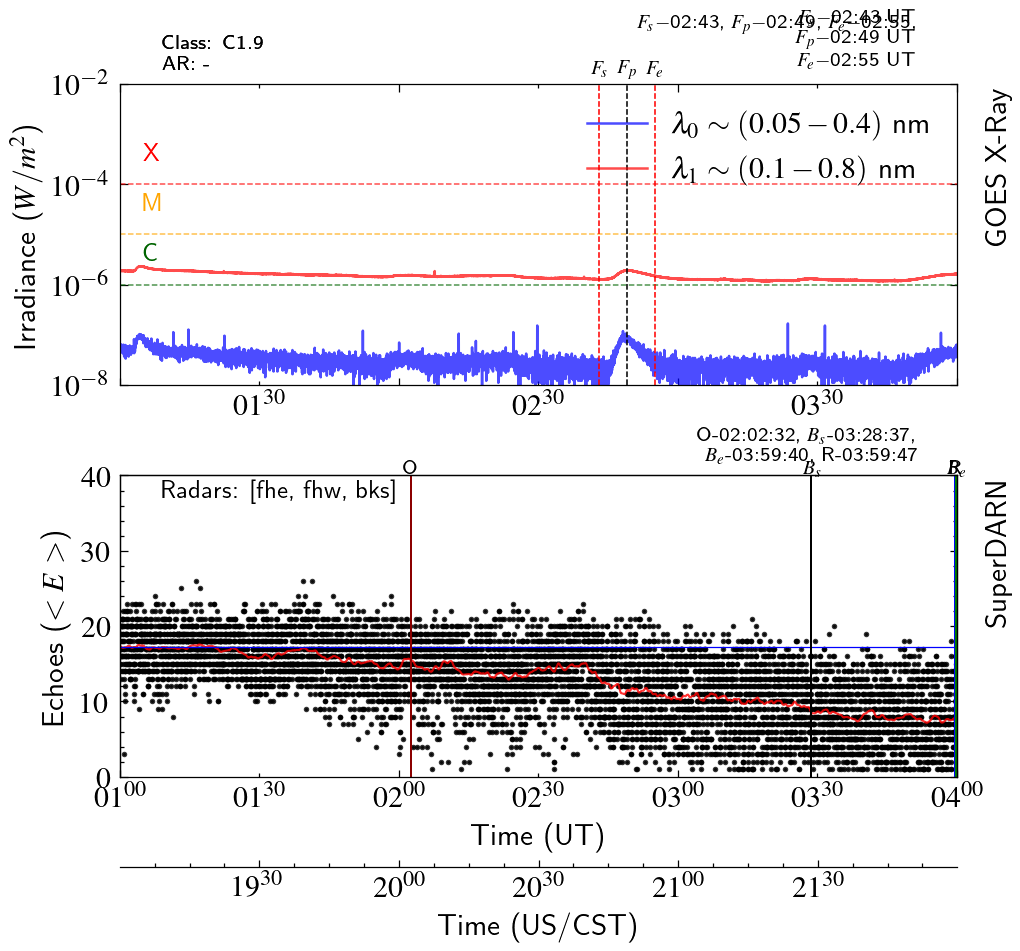 F_s−02:43, F_p−02:49, F_e−02:55,
F_s−02:43 UT
F_p−02:49 UT
F_e−02:55 UT
Class: C1.9
AR: -
F_s F_p F_e
10^−2
10^−4
10^−6
10^−8
Irradiance (W/m^2)
X
M
C
λ_0 ∼ (0.05 − 0.4) nm
λ_1 ∼ (0.1 − 0.8) nm
GOES X-Ray
01^30 02^30 03^30
O-02:02:32, B_s-03:28:37,
B_e-03:59:40, R-03:59:47
O B_s B_e
Radars: [fhe, fhw, bks]
40
30
20
10
0
Echoes (< E >)
SuperDARN
01^00 01^30 02^00 02^30 03^00 03^30 04^00
Time (UT)
19^30 20^00 20^30 21^00 21^30
Time (US/CST)